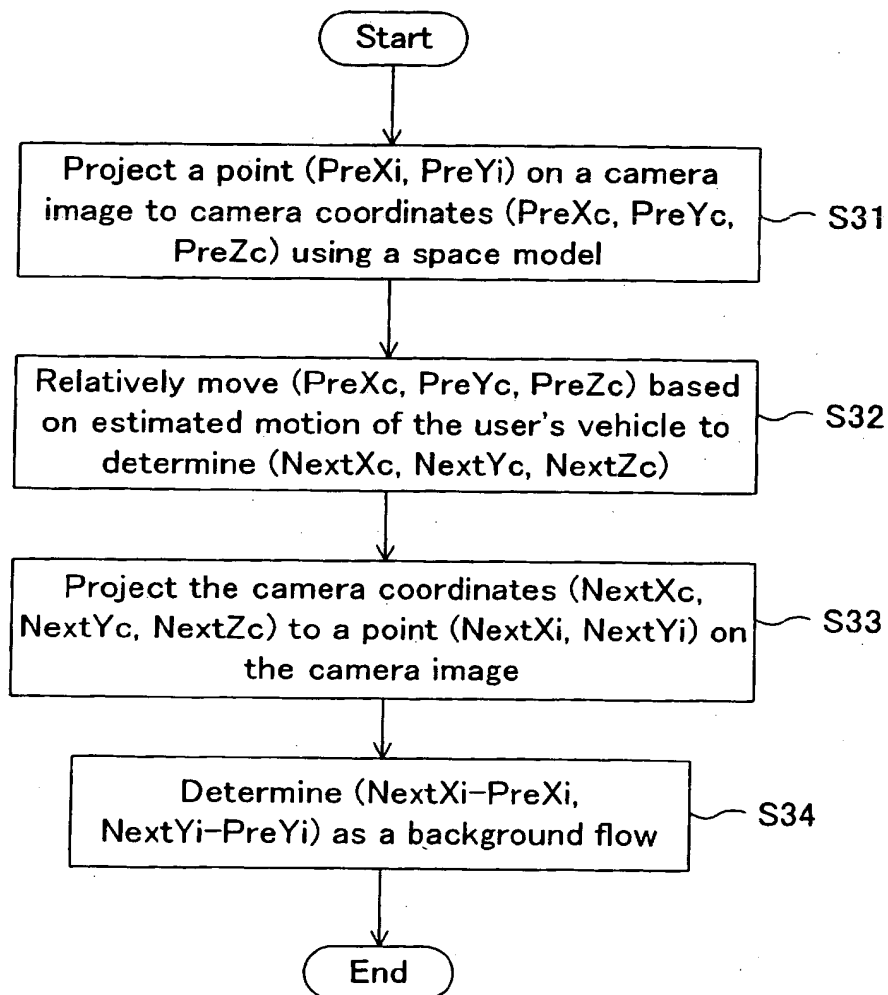 Start
Project a point (PreXi, PreYi) on a camera
image to camera coordinates (PreXc, PreYc,
PreZc) using a space model
S31
Relatively move (PreXc, PreYc, PreZc) based
on estimated motion of the user's vehicle to
determine (NextXc, NextYc, NextZc)
S32
Project the camera coordinates (NextXc,
NextYc, NextZc) to a point (NextXi, NextYi) on
the camera image
S33
Determine (NextXi-PreXi,
NextYi-PreYi) as a background flow
S34
End